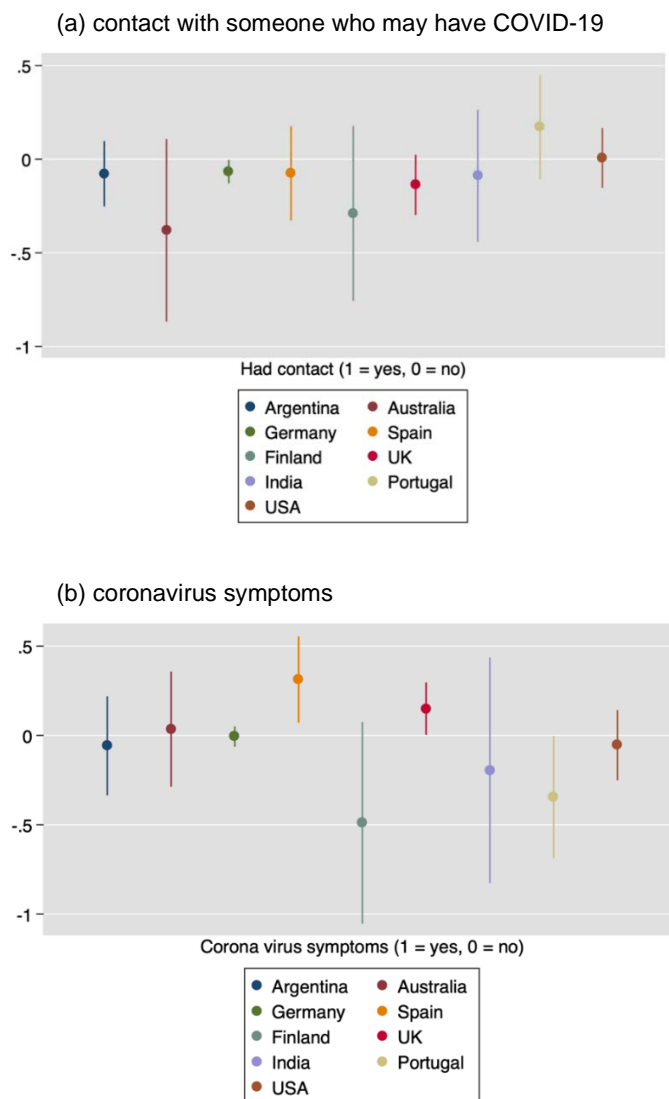 (a) contact with someone who may have COVID-19
.5
0
-.5
-1
Had contact (1 = yes, 0 = no)
Argentina Australia
Germany Spain
Finland UK
India Portugal
USA
(b) coronavirus symptoms
.5
0
-.5
-1
Corona virus symptoms (1 = yes, 0 = no)
Argentina Australia
Germany Spain
Finland UK
India Portugal
USA